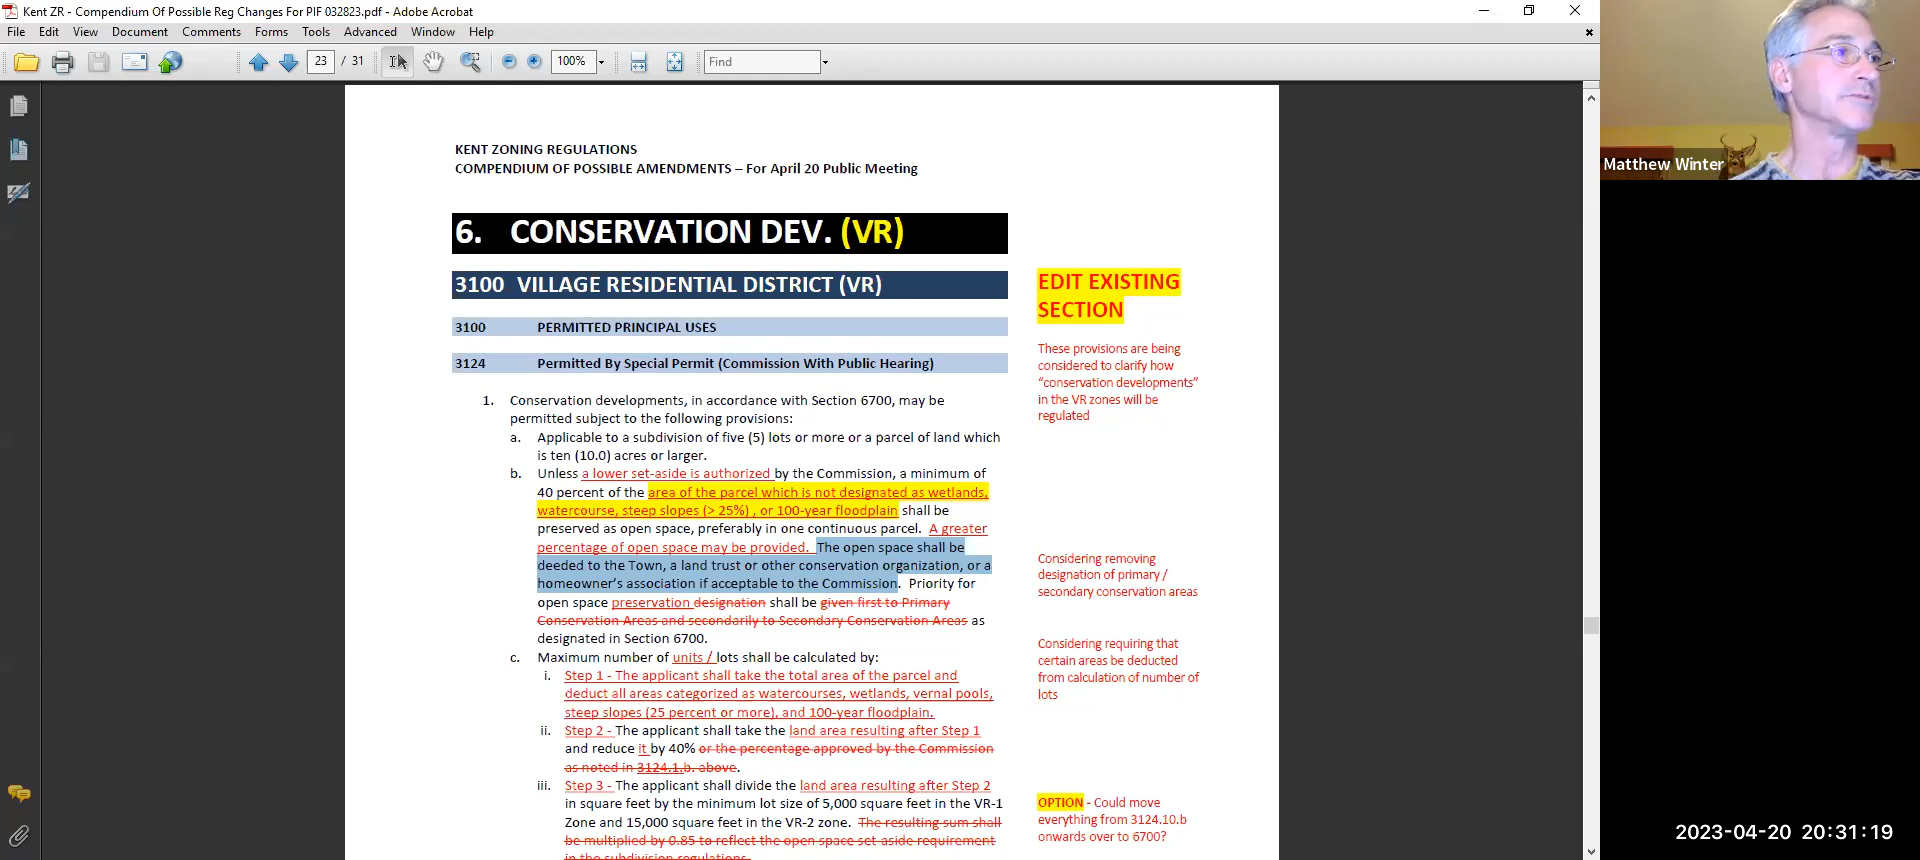 Kent ZR - Compendium Of Possible Reg Changes For PIF 032823.pdf - Adobe Acrobat
File Edit View Document Comments Forms Tools Advanced Window Help
23 / 31 100% Find
KENT ZONING REGULATIONS
COMPENDIUM OF POSSIBLE AMENDMENTS – For April 20 Public Meeting
6. CONSERVATION DEV. (VR)
3100 VILLAGE RESIDENTIAL DISTRICT (VR)
3100 PERMITTED PRINCIPAL USES
3124 Permitted By Special Permit (Commission With Public Hearing)
1. Conservation developments, in accordance with Section 6700, may be
permitted subject to the following provisions:
a. Applicable to a subdivision of five (5) lots or more or a parcel of land which
is ten (10.0) acres or larger.
b. Unless a lower set-aside is authorized by the Commission, a minimum of
40 percent of the area of the parcel which is not designated as wetlands,
watercourse, steep slopes (> 25%) , or 100-year floodplain shall be
preserved as open space, preferably in one continuous parcel. A greater
percentage of open space may be provided. The open space shall be
deeded to the Town, a land trust or other conservation organization, or a
homeowner's association if acceptable to the Commission. Priority for
open space preservation designation shall be given first to Primary
Conservation Areas and secondarily to Secondary Conservation Areas as
designated in Section 6700.
c. Maximum number of units / lots shall be calculated by:
i. Step 1 - The applicant shall take the total area of the parcel and
deduct all areas categorized as watercourses, wetlands, vernal pools,
steep slopes (25 percent or more), and 100-year floodplain.
ii. Step 2 - The applicant shall take the land area resulting after Step 1
and reduce it by 40% or the percentage approved by the Commission
as noted in 3124.1.b. above.
iii. Step 3 - The applicant shall divide the land area resulting after Step 2
in square feet by the minimum lot size of 5,000 square feet in the VR-1
Zone and 15,000 square feet in the VR-2 zone. The resulting sum shall
be multiplied by 0.85 to reflect the open space set-aside requirement
in the subdivision regulations.
EDIT EXISTING
SECTION
These provisions are being
considered to clarify how
“conservation developments”
in the VR zones will be
regulated
Considering removing
designation of primary /
secondary conservation areas
Considering requiring that
certain areas be deducted
from calculation of number of
lots
OPTION - Could move
everything from 3124.10.b
onwards over to 6700?
Matthew Winter
2023-04-20 20:31:19